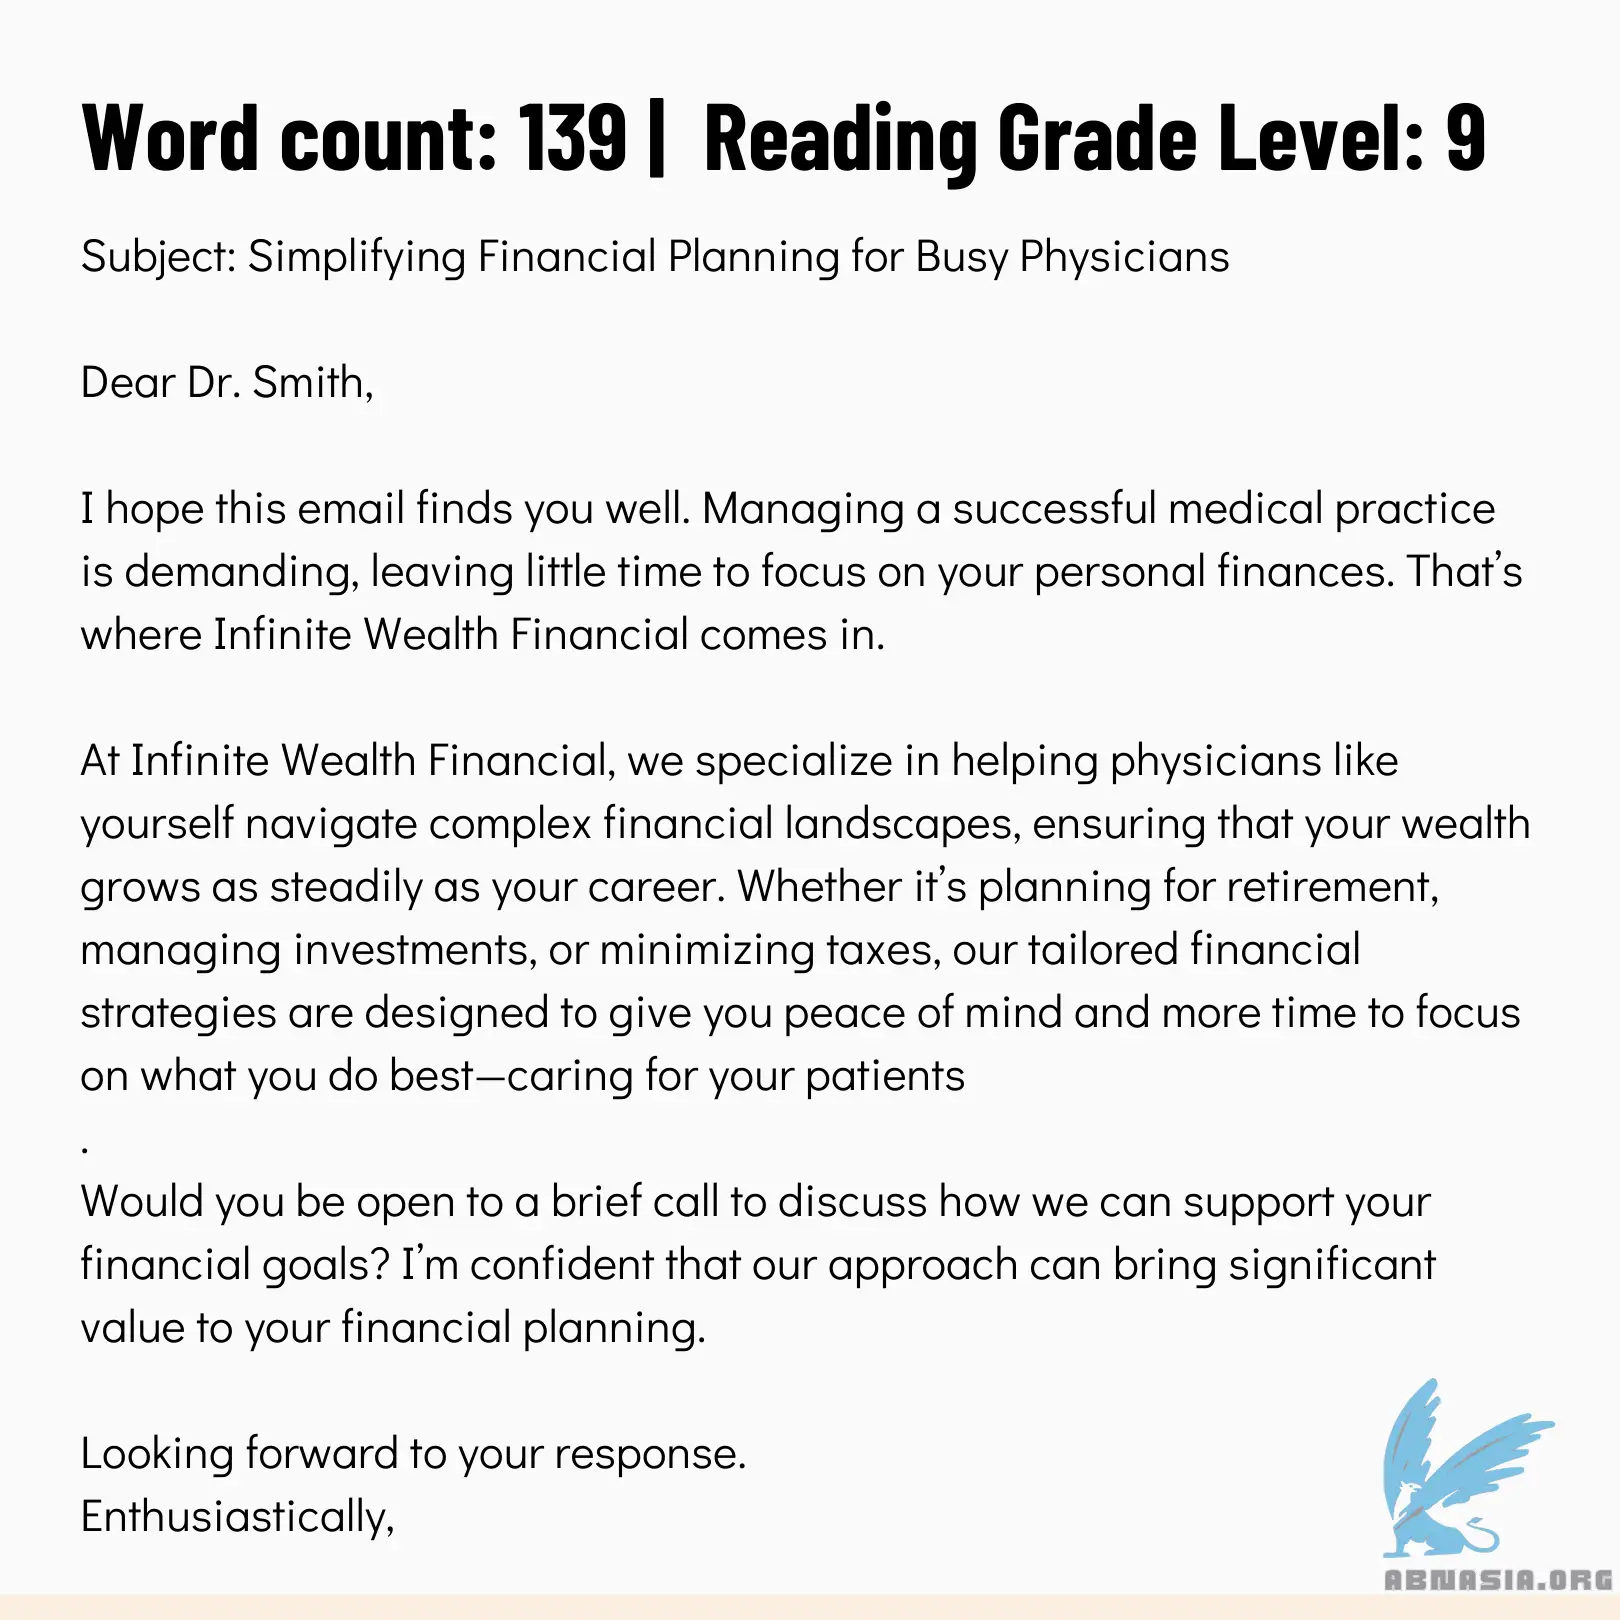 Word count: 139 | Reading Grade Level: 9
Subject: Simplifying Financial Planning for Busy Physicians
Dear Dr. Smith,
I hope this email finds you well. Managing a successful medical practice
is demanding, leaving little time to focus on your personal finances. That’s
where Infinite Wealth Financial comes in.
At Infinite Wealth Financial, we specialize in helping physicians like
yourself navigate complex financial landscapes, ensuring that your wealth
grows as steadily as your career. Whether it’s planning for retirement,
managing investments, or minimizing taxes, our tailored financial
strategies are designed to give you peace of mind and more time to focus
on what you do best—caring for your patients
.
Would you be open to a brief call to discuss how we can support your
financial goals? I’m confident that our approach can bring significant
value to your financial planning.
Looking forward to your response.
Enthusiastically,
ABNASIA.ORG